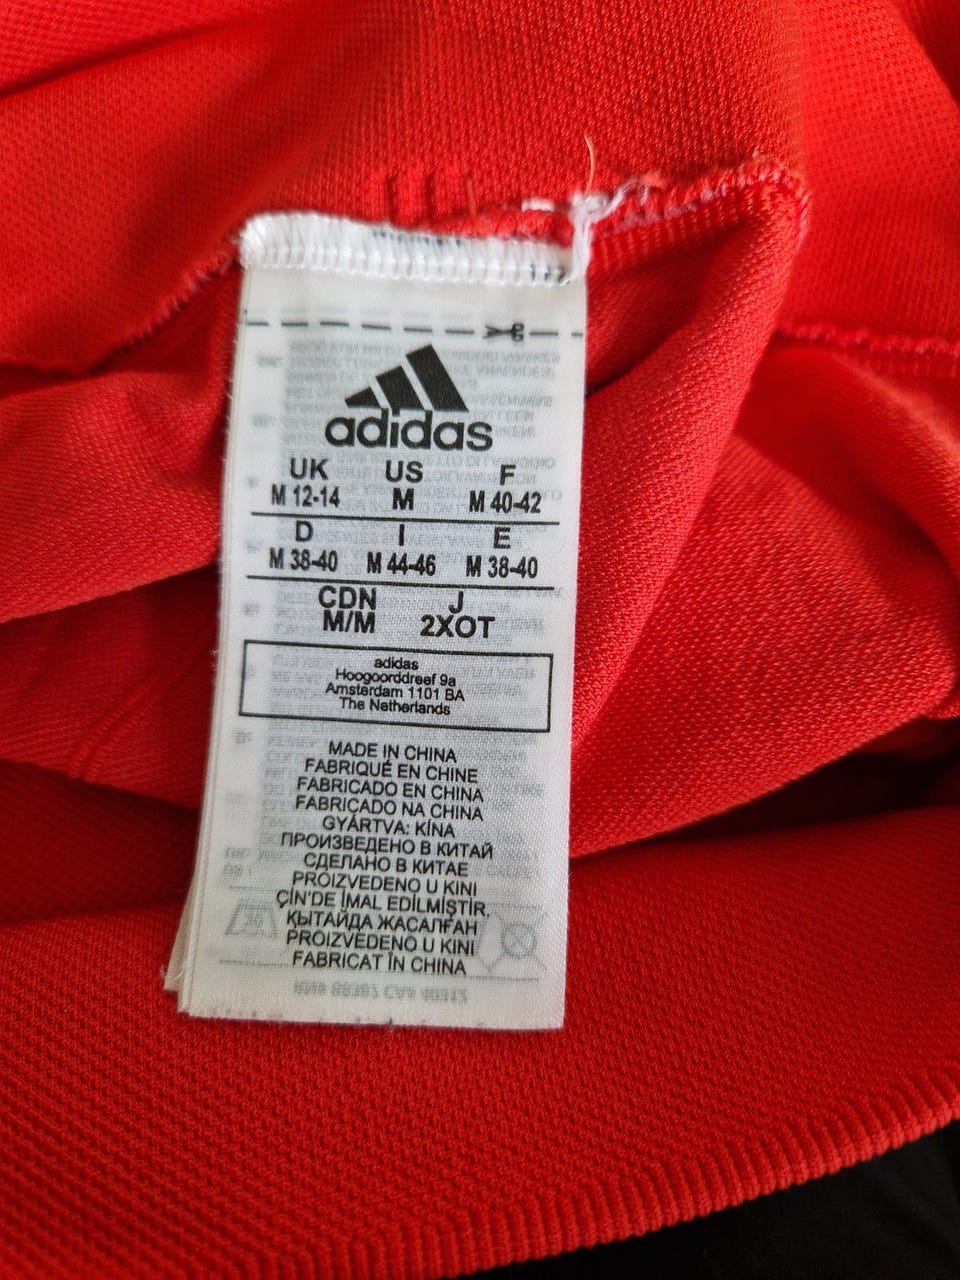 adidas
UK US F
M 12-14 M M 40-42
D I E
M 38-40 M 44-46 M 38-40
CDN J
M/M 2XOT
adidas
Hoogoorddreef 9a
Amsterdam 1101 BA
The Netherlands
MADE IN CHINA
FABRIQUÉ EN CHINE
FABRICADO EN CHINA
FABRICADO NA CHINA
GYÁRTVA: KÍNA
ПРОИЗВЕДЕНО В КИТАЙ
СДЕЛАНО В КИТАЕ
PROIZVEDENO U KINI
ÇİN'DE İMAL EDİLMİŞTİR.
ҚЫТАЙДА ЖАСАЛҒАН
PROIZVEDENO U KINI
FABRICAT ÎN CHINA